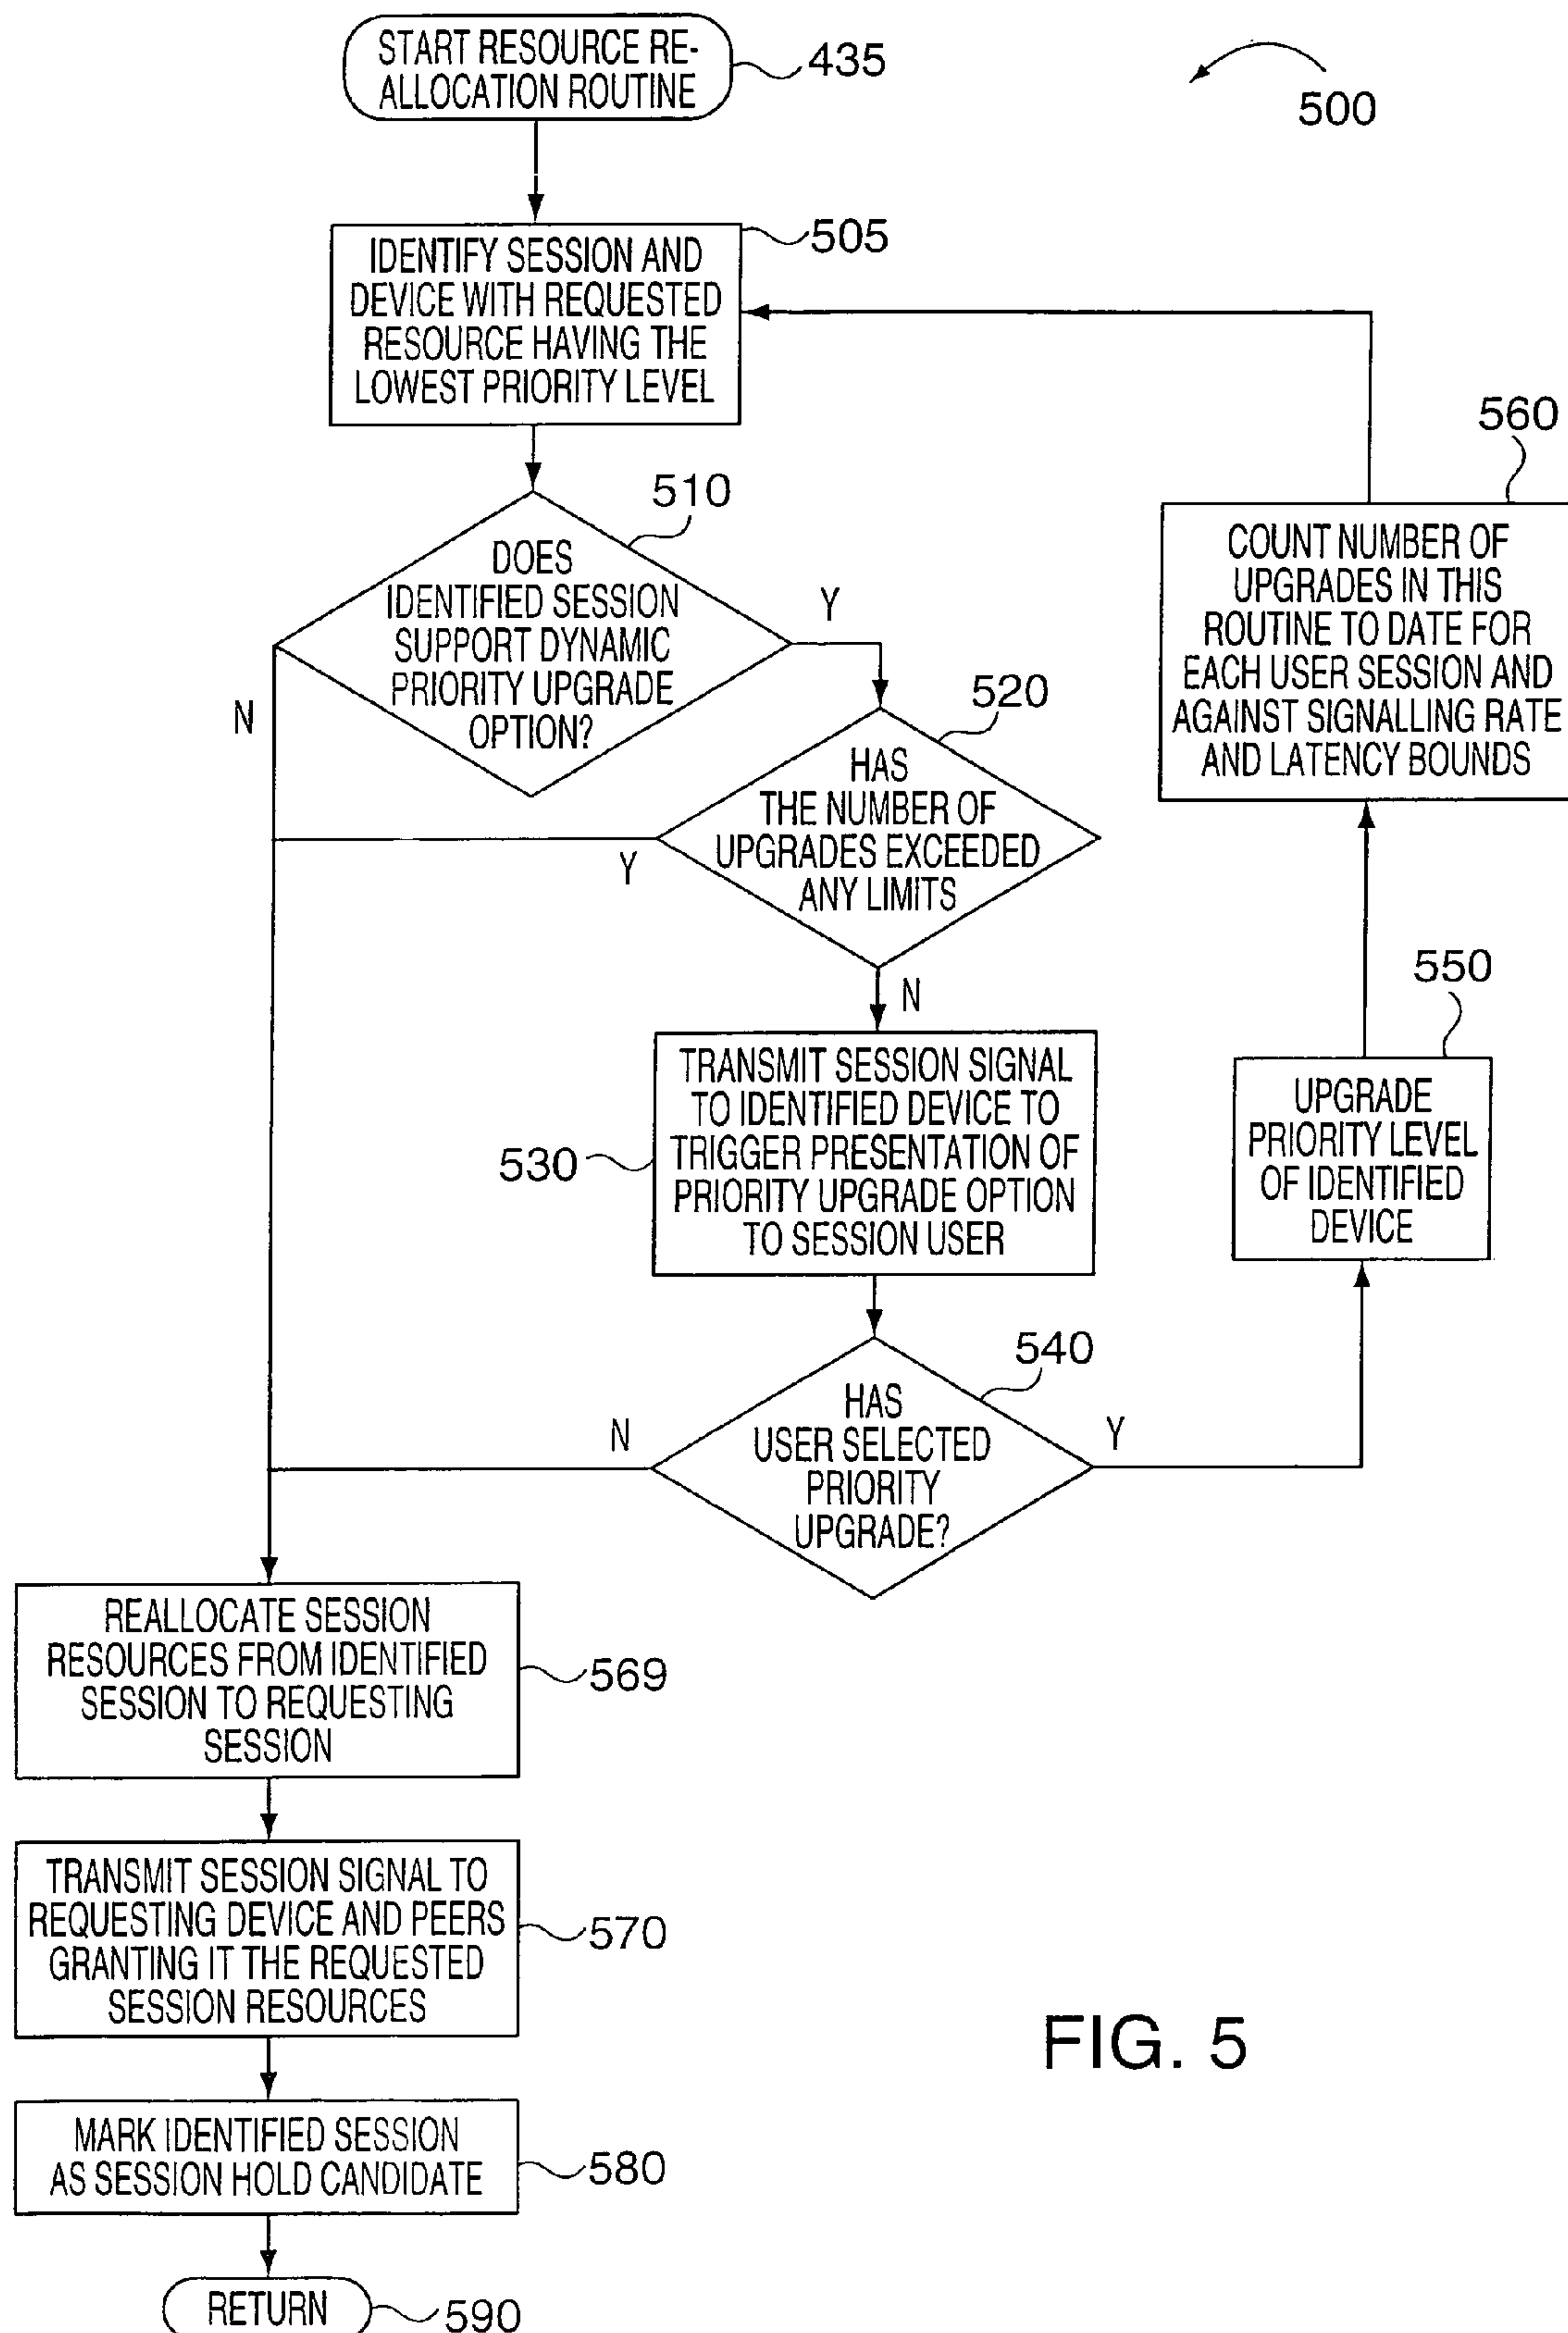 START RESOURCE RE-
ALLOCATION ROUTINE
435
500
IDENTIFY SESSION AND
DEVICE WITH REQUESTED
RESOURCE HAVING THE
LOWEST PRIORITY LEVEL
505
DOES
IDENTIFIED SESSION
SUPPORT DYNAMIC
PRIORITY UPGRADE
OPTION?
510
Y
N
HAS
THE NUMBER OF
UPGRADES EXCEEDED
ANY LIMITS
520
Y
N
TRANSMIT SESSION SIGNAL
TO IDENTIFIED DEVICE TO
TRIGGER PRESENTATION OF
PRIORITY UPGRADE OPTION
TO SESSION USER
530
HAS
USER SELECTED
PRIORITY
UPGRADE?
540
N
Y
UPGRADE
PRIORITY LEVEL
OF IDENTIFIED
DEVICE
550
COUNT NUMBER OF
UPGRADES IN THIS
ROUTINE TO DATE FOR
EACH USER SESSION AND
AGAINST SIGNALLING RATE
AND LATENCY BOUNDS
560
REALLOCATE SESSION
RESOURCES FROM IDENTIFIED
SESSION TO REQUESTING
SESSION
569
TRANSMIT SESSION SIGNAL TO
REQUESTING DEVICE AND PEERS
GRANTING IT THE REQUESTED
SESSION RESOURCES
570
MARK IDENTIFIED SESSION
AS SESSION HOLD CANDIDATE
580
RETURN
590
FIG. 5